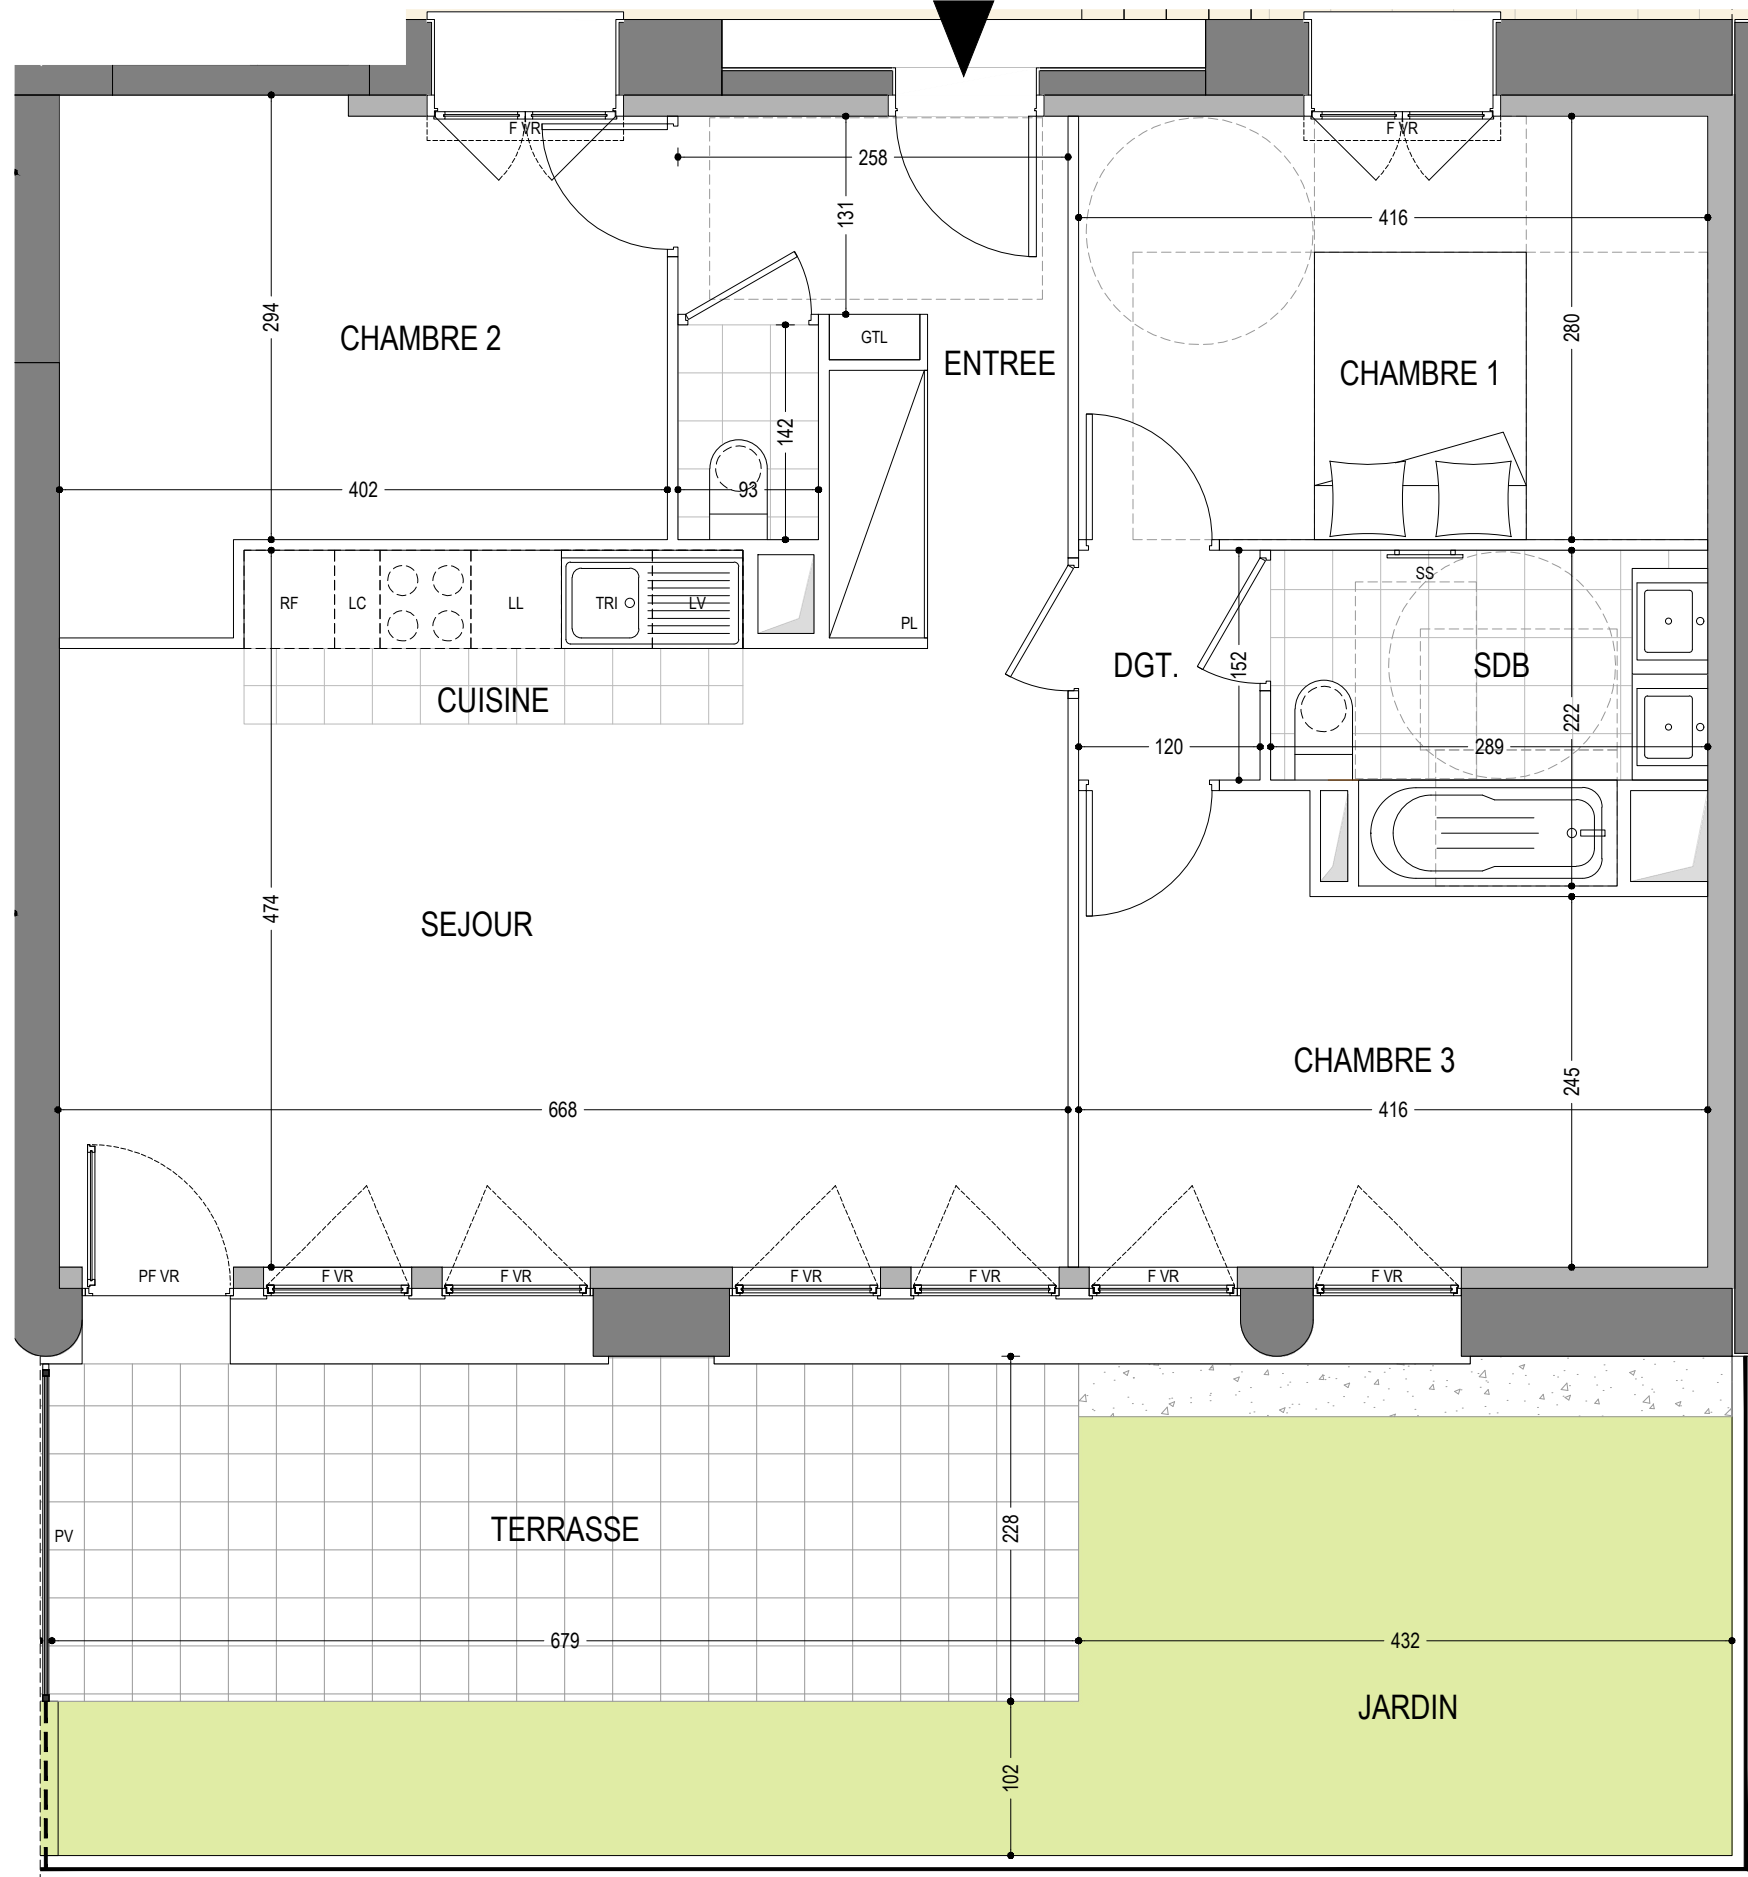 F VR
F VR
258
131
416
294
CHAMBRE 2
GTL
ENTREE
280
CHAMBRE 1
142
402
93
RF
LC
LL
TRI
LV
PL
SS
CUISINE
DGT.
152
SDB
222
120
289
474
SEJOUR
CHAMBRE 3
245
668
416
PF VR
F VR
F VR
F VR
F VR
F VR
F VR
PV
TERRASSE
228
679
432
JARDIN
102